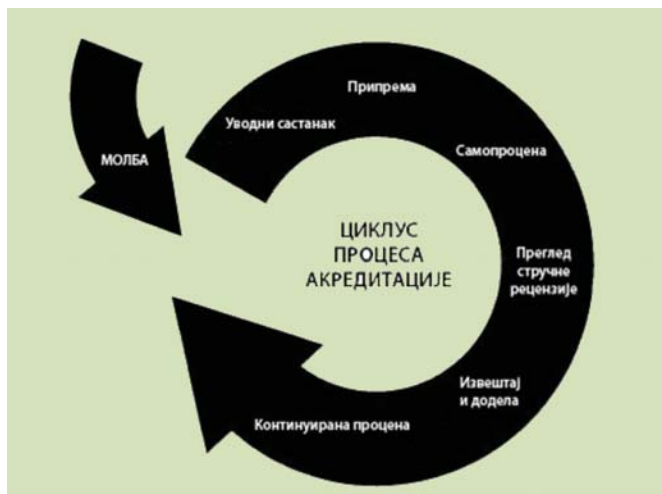 МОЛБА
Уводни састанак
Припрема
Самопроцена
Преглед
стручне
рецензије
Извештај
и додела
Континуирана процена
ЦИКЛУС
ПРОЦЕСА
АКРЕДИТАЦИЈЕ